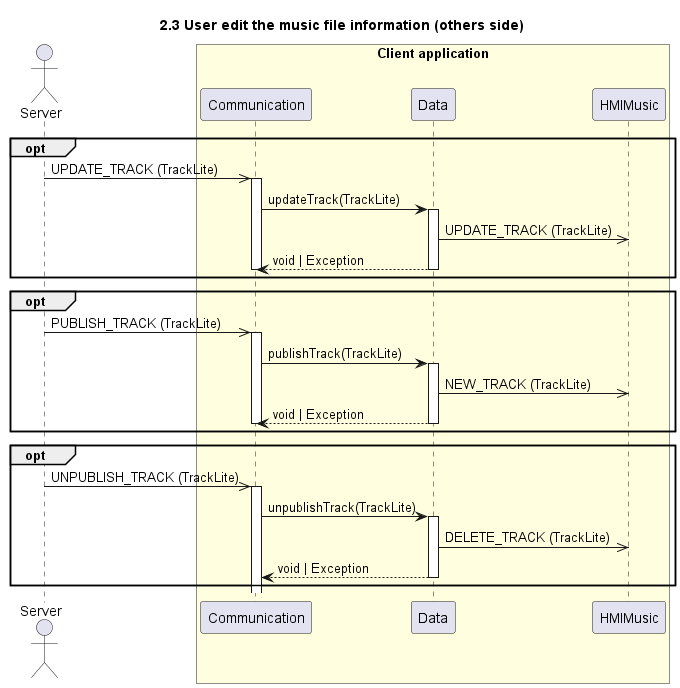 2.3 User edit the music file information (others side)
Client application
Server
Communication
Data
HMIMusic
opt
UPDATE_TRACK (TrackLite)
updateTrack(TrackLite)
UPDATE_TRACK (TrackLite)
void | Exception
opt
PUBLISH_TRACK (TrackLite)
publishTrack(TrackLite)
NEW_TRACK (TrackLite)
void | Exception
opt
UNPUBLISH_TRACK (TrackLite)
unpublishTrack(TrackLite)
DELETE_TRACK (TrackLite)
void | Exception
Server
Communication
Data
HMIMusic